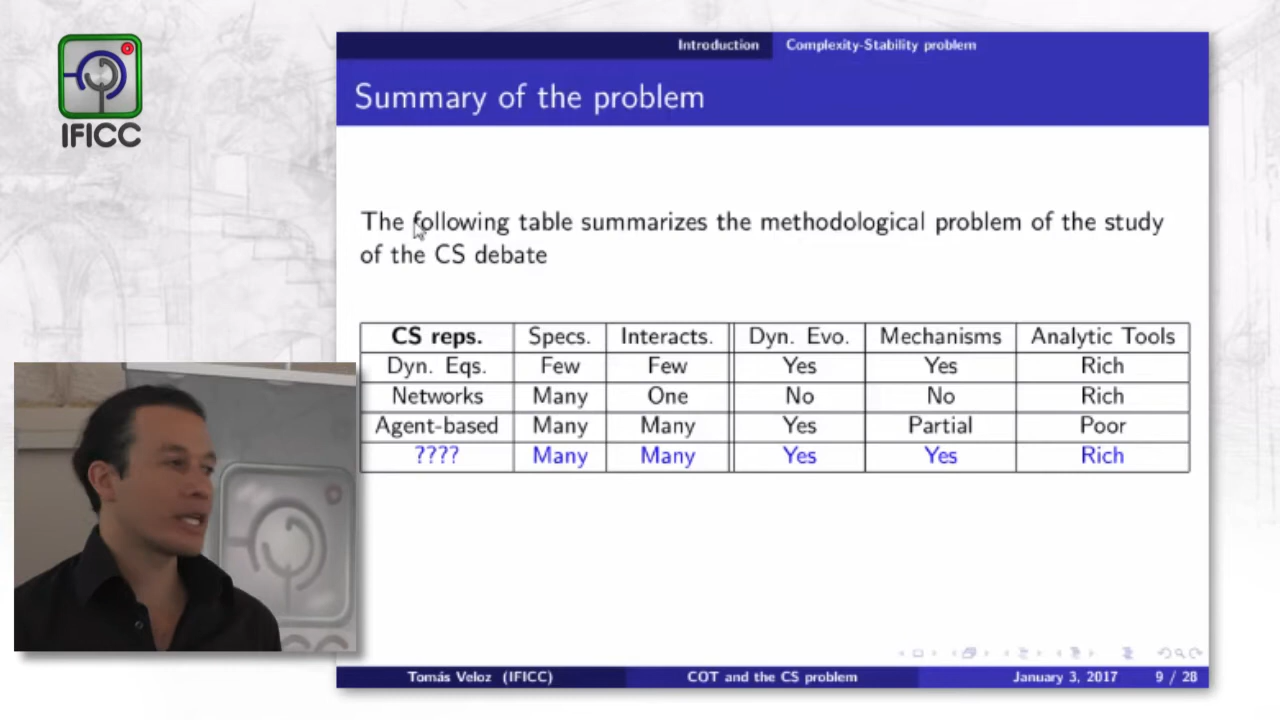 IFICC
Introduction Complexity-Stability problem
Summary of the problem
The following table summarizes the methodological problem of the study
of the CS debate
CS reps. Specs. Interacts. Dyn. Evo. Mechanisms Analytic Tools
Dyn. Eqs. Few Few Yes Yes Rich
Networks Many One No No Rich
Agent-based Many Many Yes Partial Poor
???? Many Many Yes Yes Rich
Tomás Veloz (IFICC) COT and the CS problem January 3, 2017 9 / 28